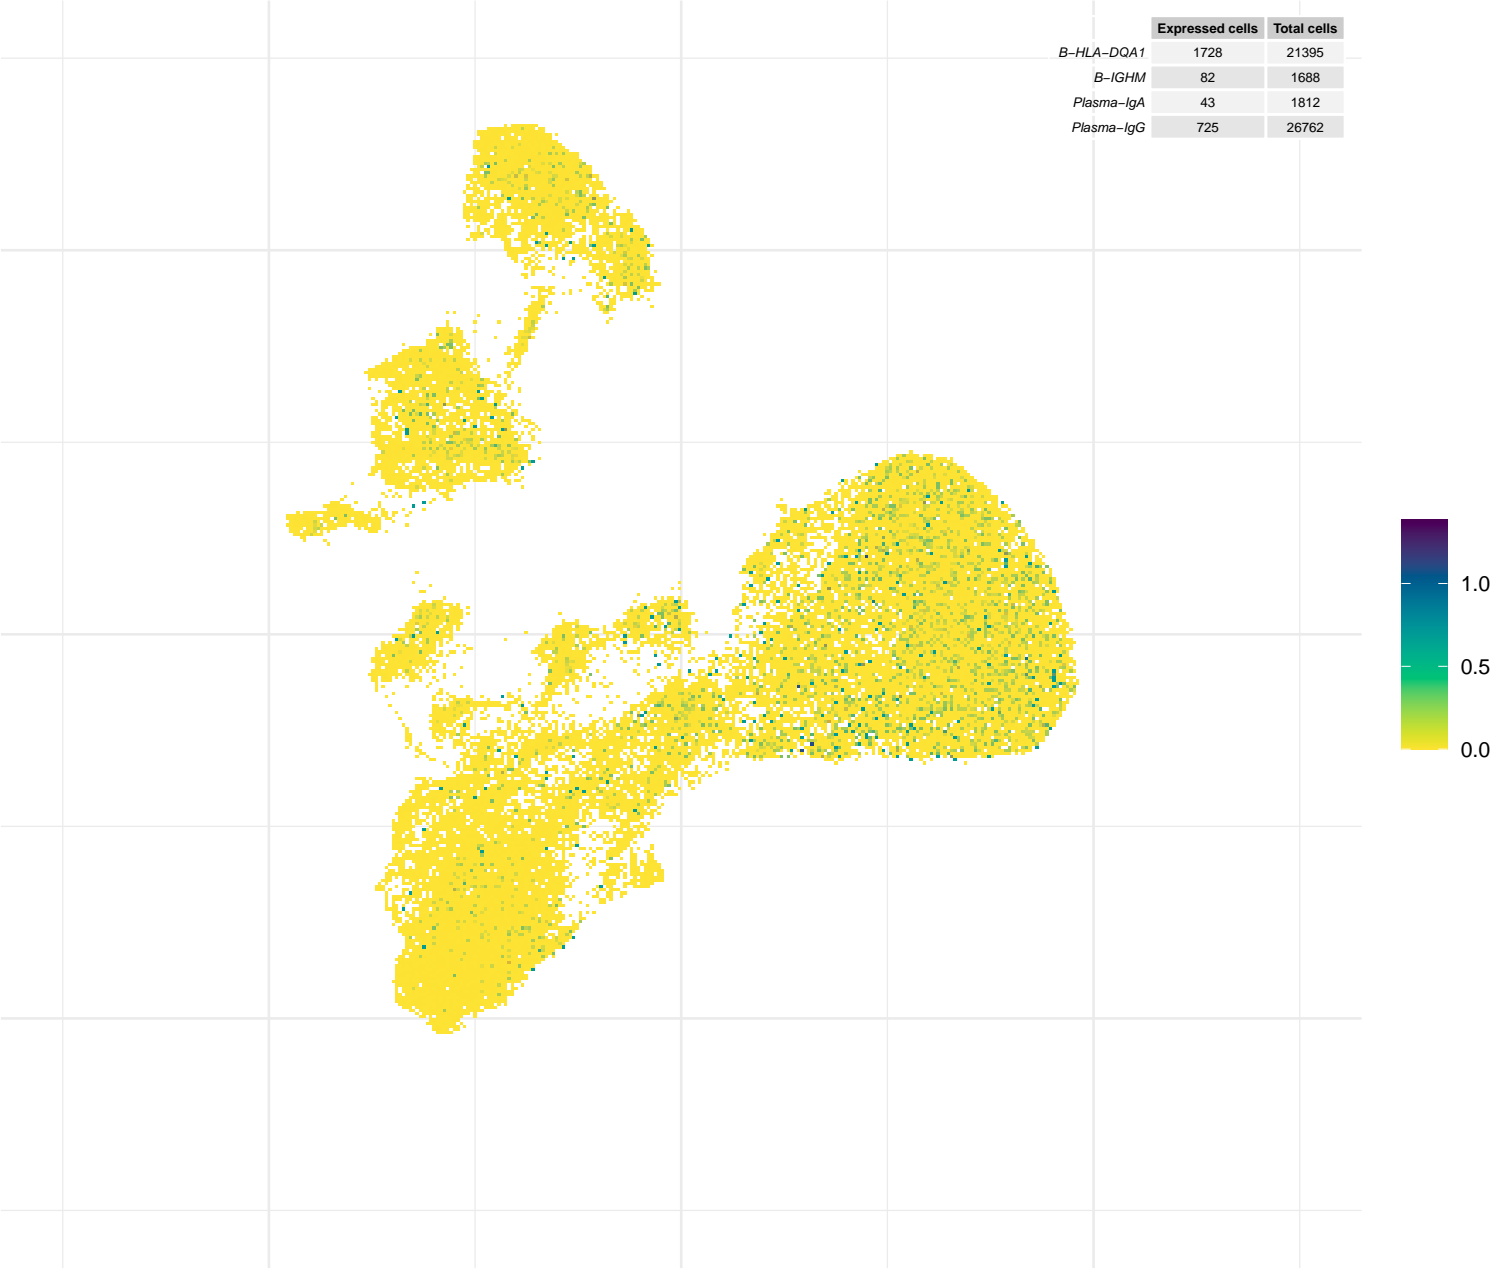 Expressed cells Total cells
B−HLA−DQA1 1728 21395
B−IGHM 82 1688
Plasma−IgA 43 1812
Plasma−IgG 725 26762
1.0
0.5
0.0